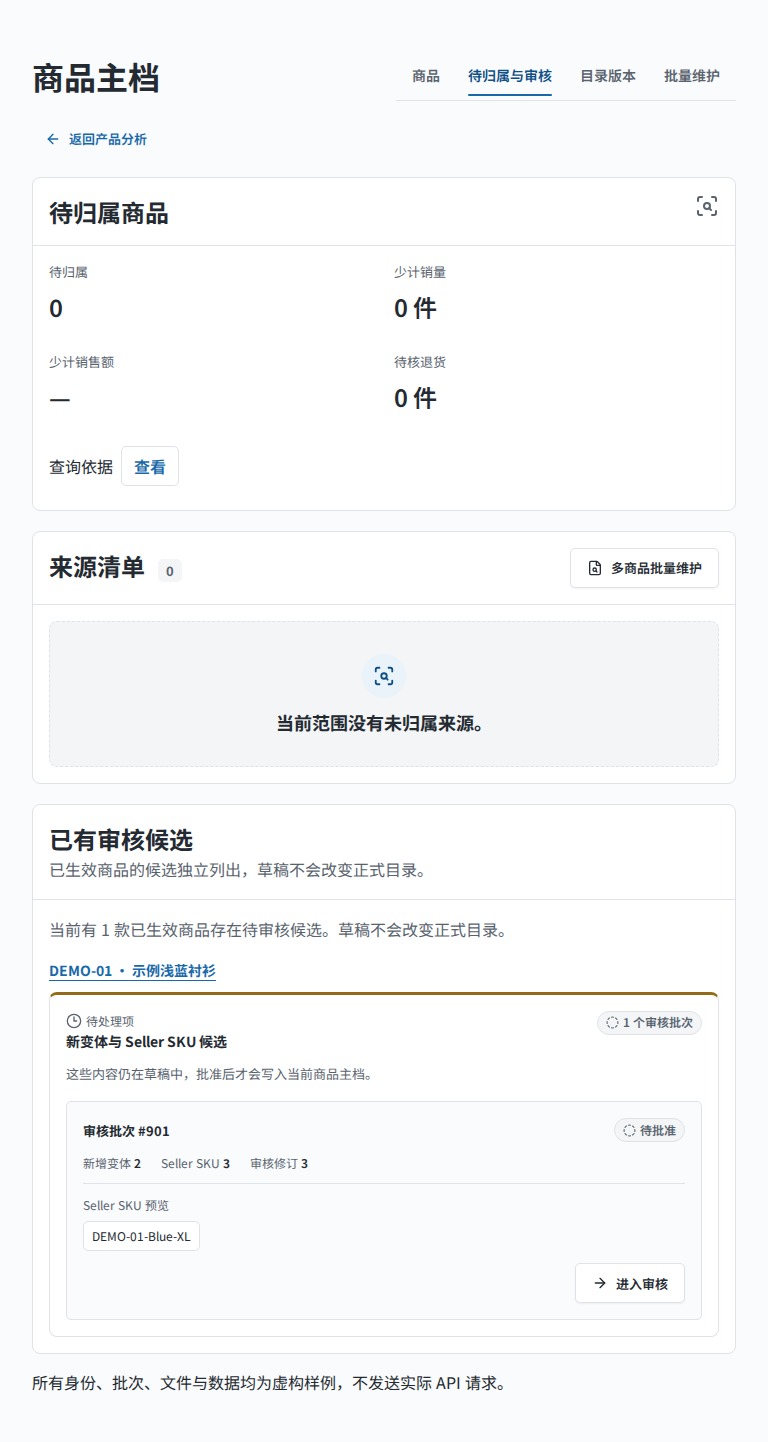 商品主档
商品 待归属与审核 目录版本 批量维护
返回产品分析
待归属商品
待归属 少计销量
0 0 件
少计销售额 待核退货
— 0 件
查询依据 查看
来源清单 0 多商品批量维护
当前范围没有未归属来源。
已有审核候选
已生效商品的候选独立列出，草稿不会改变正式目录。
当前有 1 款已生效商品存在待审核候选。草稿不会改变正式目录。
DEMO-01 · 示例浅蓝衬衫
待处理项 1 个审核批次
新变体与 Seller SKU 候选
这些内容仍在草稿中，批准后才会写入当前商品主档。
审核批次 #901 待批准
新增变体 2 Seller SKU 3 审核修订 3
Seller SKU 预览
DEMO-01-Blue-XL
进入审核
所有身份、批次、文件与数据均为虚构样例，不发送实际 API 请求。